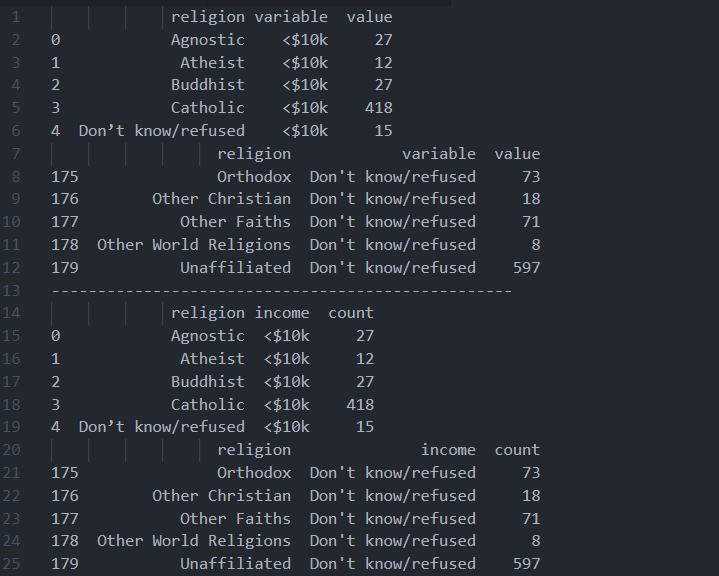 1 religion variable value
2 0 Agnostic <$10k 27
3 1 Atheist <$10k 12
4 2 Buddhist <$10k 27
5 3 Catholic <$10k 418
6 4 Don’t know/refused <$10k 15
7 religion variable value
8 175 Orthodox Don't know/refused 73
9 176 Other Christian Don't know/refused 18
10 177 Other Faiths Don't know/refused 71
11 178 Other World Religions Don't know/refused 8
12 179 Unaffiliated Don't know/refused 597
13 --------------------------------------------------
14 religion income count
15 0 Agnostic <$10k 27
16 1 Atheist <$10k 12
17 2 Buddhist <$10k 27
18 3 Catholic <$10k 418
19 4 Don’t know/refused <$10k 15
20 religion income count
21 175 Orthodox Don't know/refused 73
22 176 Other Christian Don't know/refused 18
23 177 Other Faiths Don't know/refused 71
24 178 Other World Religions Don't know/refused 8
25 179 Unaffiliated Don't know/refused 597